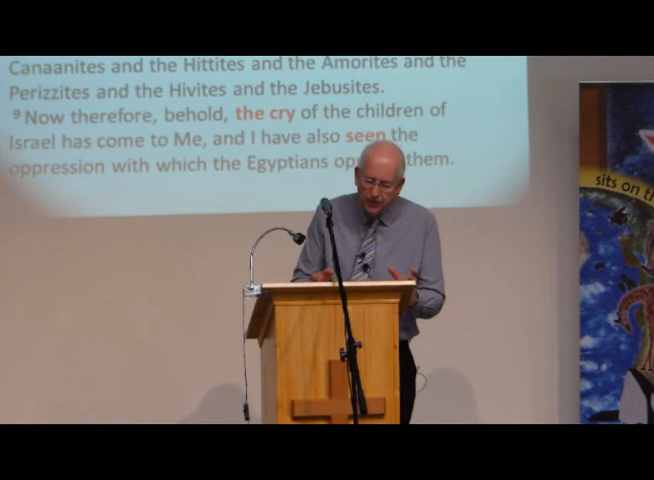 Canaanites and the Hittites and the Amorites and the
Perizzites and the Hivites and the Jebusites.
⁹ Now therefore, behold, the cry of the children of
Israel has come to Me, and I have also seen the
oppression with which the Egyptians op them.
sits on th